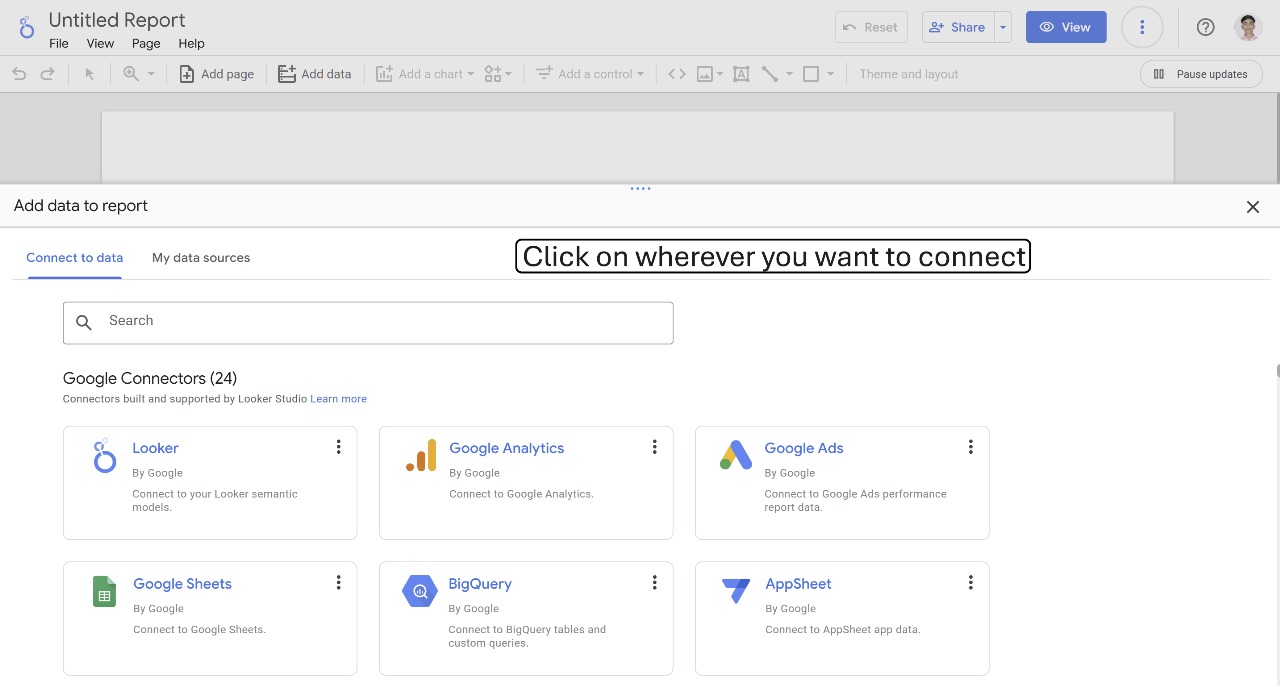 Untitled Report
File View Page Help
Reset Share View
Add page Add data Add a chart Add a control Theme and layout Pause updates
Add data to report
Connect to data My data sources
Click on wherever you want to connect
Search
Google Connectors (24)
Connectors built and supported by Looker Studio Learn more
Looker
By Google
Connect to your Looker semantic
models.
Google Analytics
By Google
Connect to Google Analytics.
Google Ads
By Google
Connect to Google Ads performance
report data.
Google Sheets
By Google
Connect to Google Sheets.
BigQuery
By Google
Connect to BigQuery tables and
custom queries.
AppSheet
By Google
Connect to AppSheet app data.